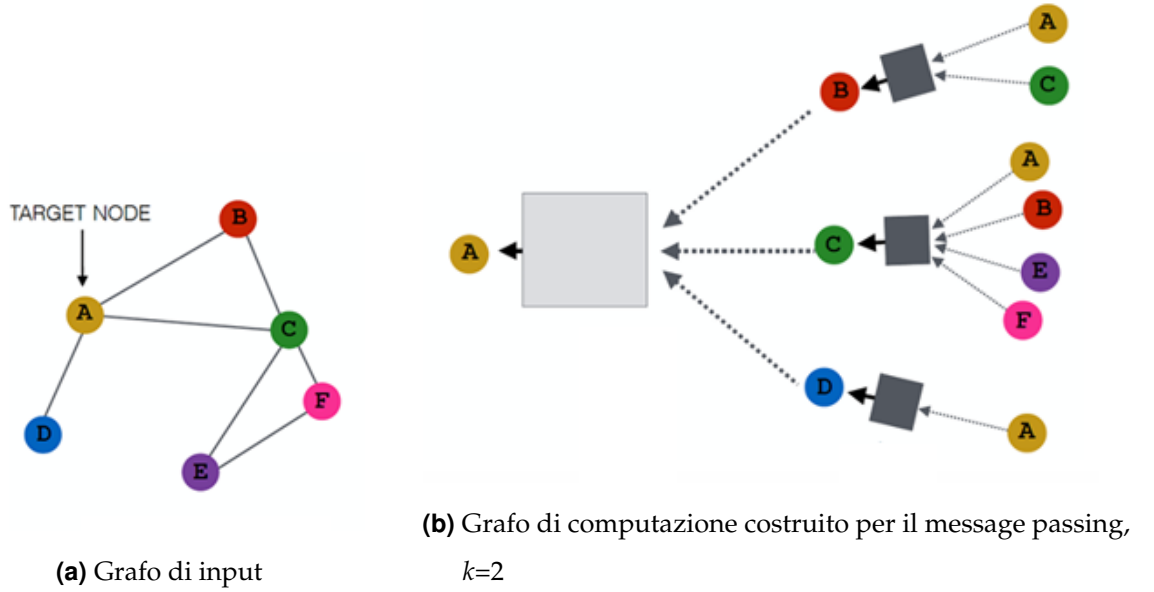 TARGET NODE
A
B
C
D
E
F
(a) Grafo di input
A
B
C
D
A
C
A
B
E
F
A
(b) Grafo di computazione costruito per il message passing,
k=2